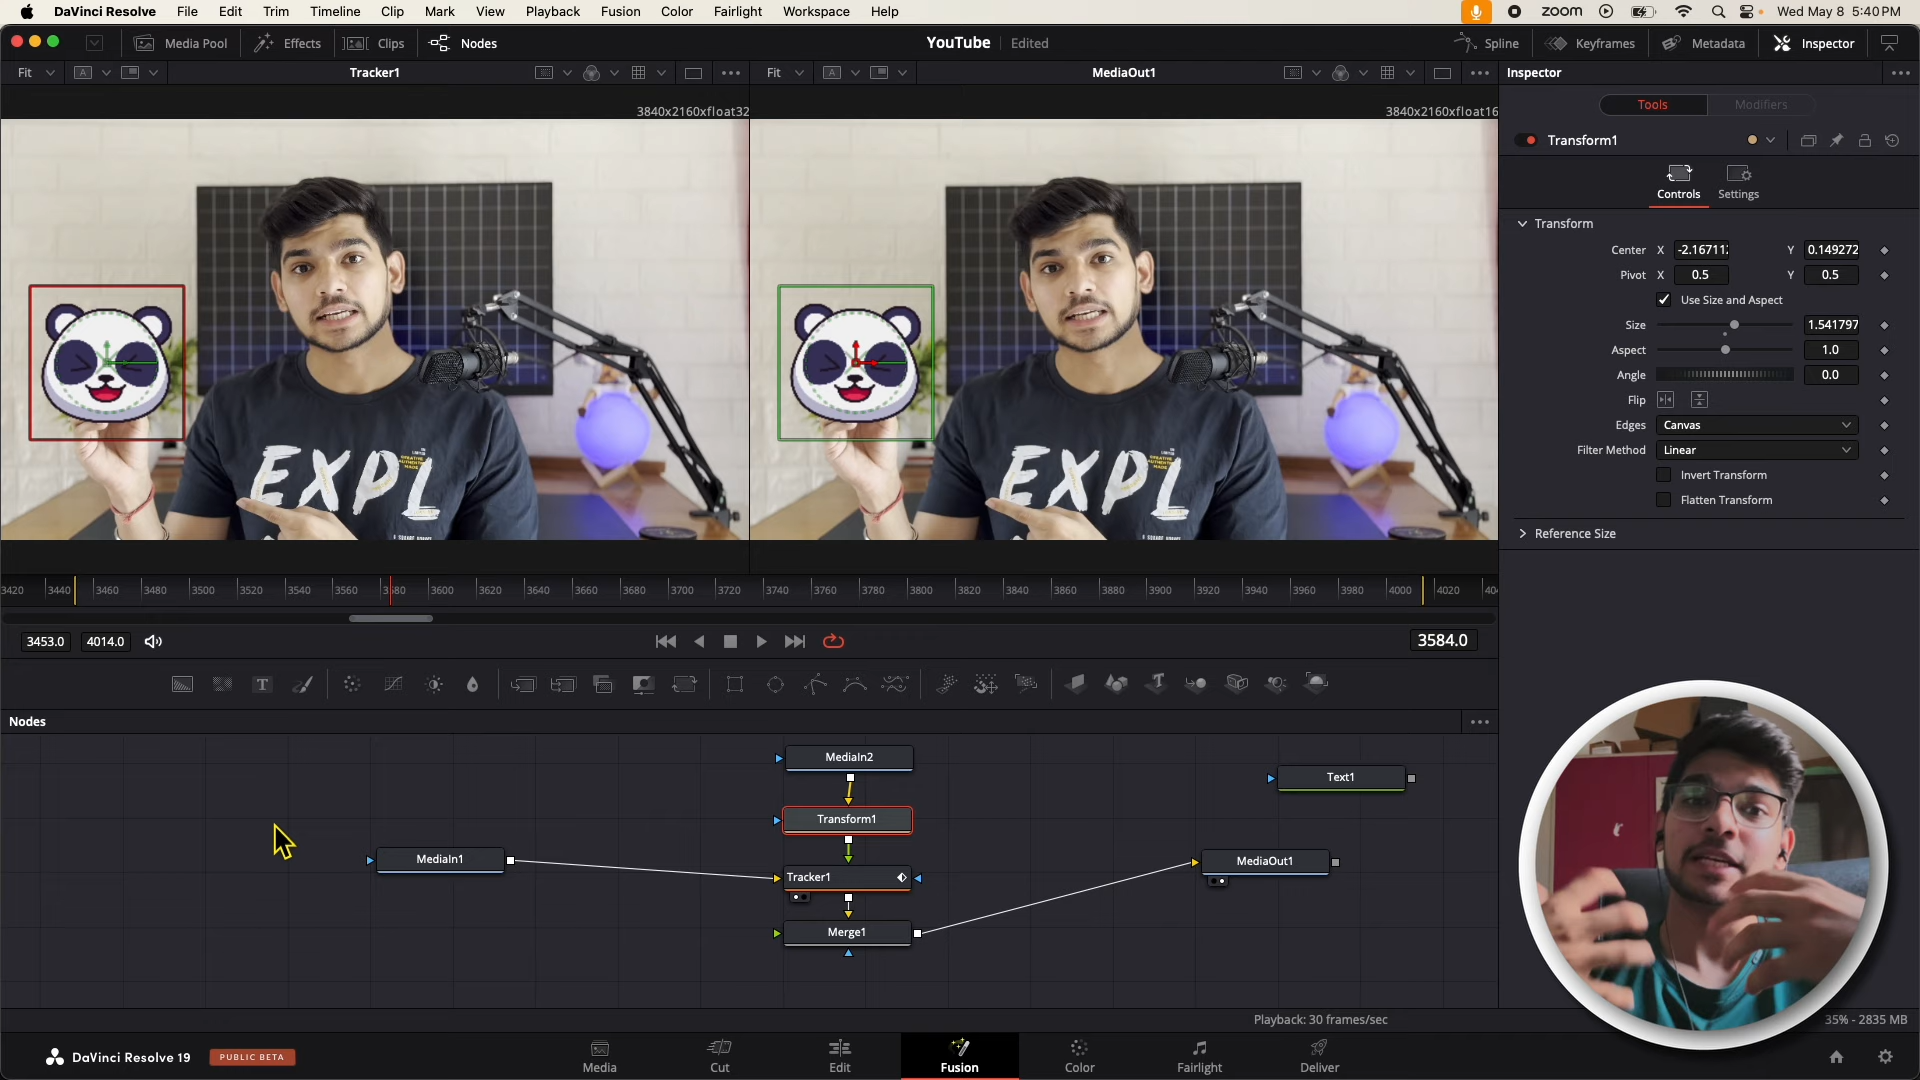 DaVinci Resolve File Edit Trim Timeline Clip Mark View Playback Fusion Color Fairlight Workspace Help zoom Wed May 8 5:40 PM
Media Pool Effects Clips Nodes YouTube Edited Spline Keyframes Metadata Inspector
Fit A Tracker1 Fit A MediaOut1 Inspector
3840x2160xfloat32 3840x2160xfloat16
Tools Modifiers
Transform1
Controls Settings
Transform
Center X -2.16711 Y 0.149272
Pivot X 0.5 Y 0.5
Use Size and Aspect
Size 1.541797
Aspect 1.0
Angle 0.0
Flip
Edges Canvas
Filter Method Linear
Invert Transform
Flatten Transform
Reference Size
EXPL EXPL
3420 3440 3460 3480 3500 3520 3540 3560 3580 3600 3620 3640 3660 3680 3700 3720 3740 3760 3780 3800 3820 3840 3860 3880 3900 3920 3940 3960 3980 4000 4020 404
3453.0 4014.0 3584.0
T
Nodes
MediaIn2
Text1
Transform1
MediaIn1
MediaOut1
Tracker1
Merge1
Playback: 30 frames/sec 35% - 2835 MB
DaVinci Resolve 19 PUBLIC BETA
Media Cut Edit Fusion Color Fairlight Deliver